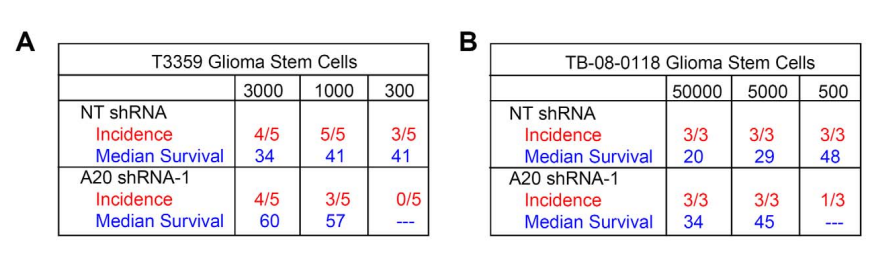 A
T3359 Glioma Stem Cells
3000 1000 300
NT shRNA
Incidence 4/5 5/5 3/5
Median Survival 34 41 41
A20 shRNA-1
Incidence 4/5 3/5 0/5
Median Survival 60 57 ---
B
TB-08-0118 Glioma Stem Cells
50000 5000 500
NT shRNA
Incidence 3/3 3/3 3/3
Median Survival 20 29 48
A20 shRNA-1
Incidence 3/3 3/3 1/3
Median Survival 34 45 ---